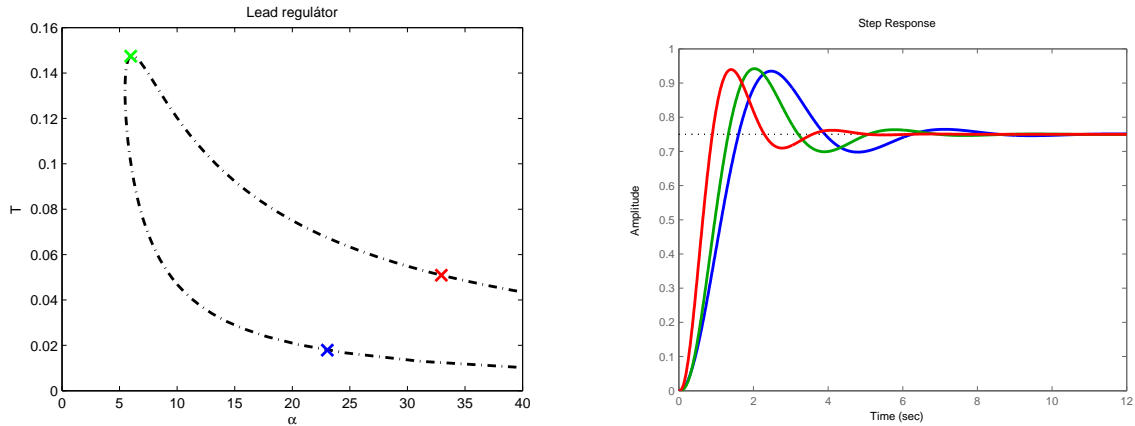 Lead regulátor
0.16
0.14
0.12
0.1
0.08
0.06
0.04
0.02
0
T
0 5 10 15 20 25 30 35 40
α
Step Response
1
0.9
0.8
0.7
0.6
0.5
0.4
0.3
0.2
0.1
0
Amplitude
0 2 4 6 8 10 12
Time (sec)